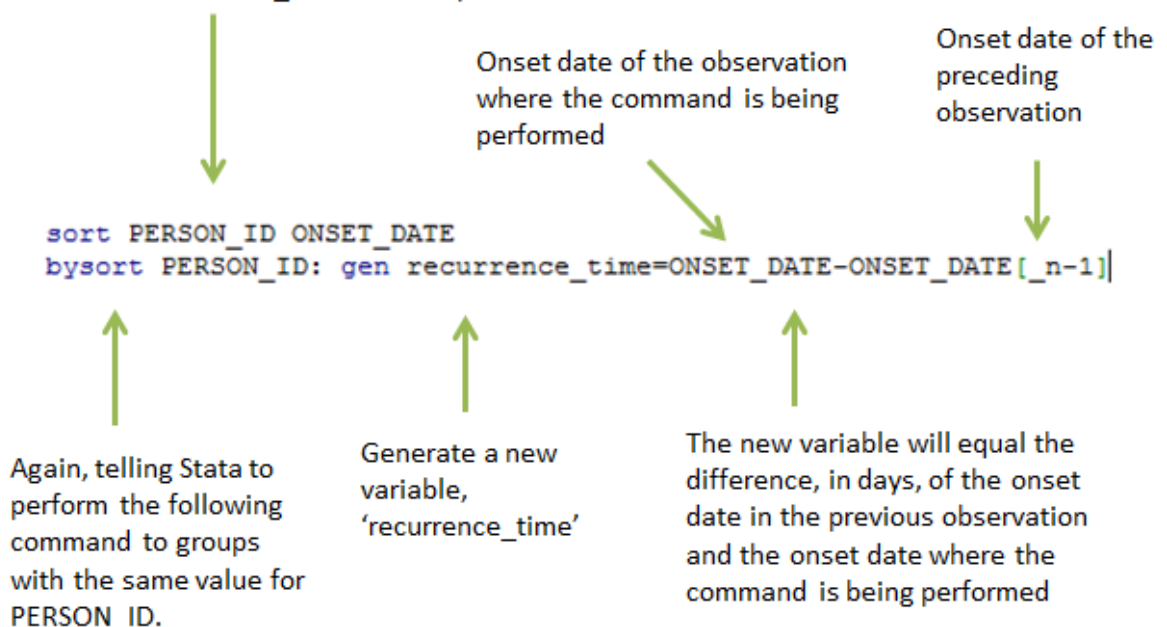 Onset date of the observation
where the command is being
performed
Onset date of the
preceding
observation
sort PERSON_ID ONSET_DATE
bysort PERSON_ID: gen recurrence_time=ONSET_DATE-ONSET_DATE[_n-1]
Again, telling Stata to
perform the following
command to groups
with the same value for
PERSON_ID.
Generate a new
variable,
‘recurrence_time’
The new variable will equal the
difference, in days, of the onset
date in the previous observation
and the onset date where the
command is being performed